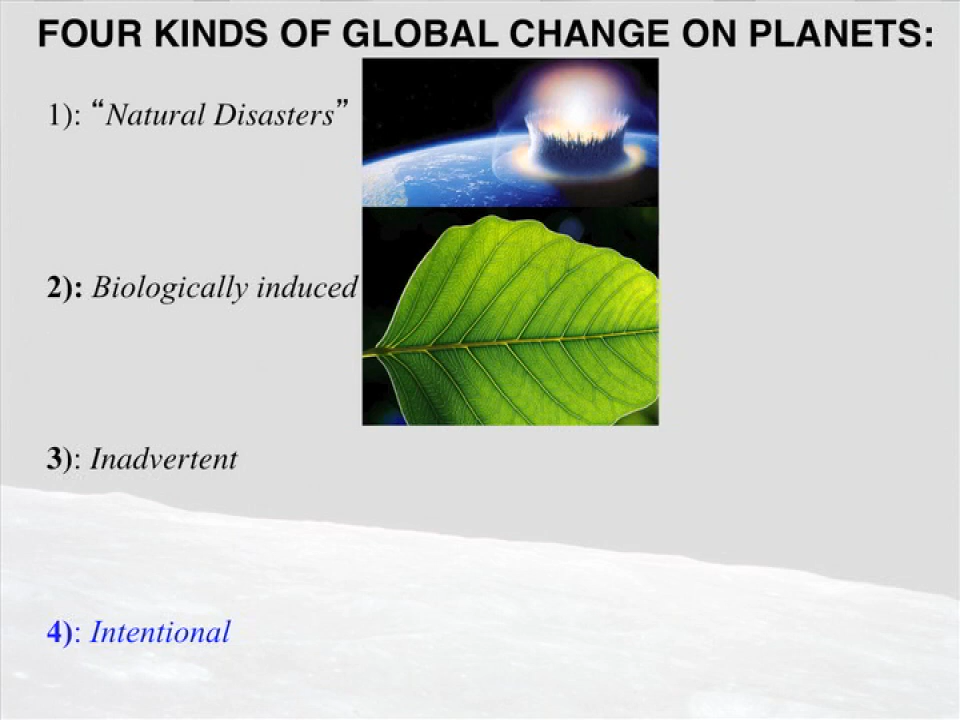 FOUR KINDS OF GLOBAL CHANGE ON PLANETS:
1): “Natural Disasters”
2): Biologically induced
3): Inadvertent
4): Intentional